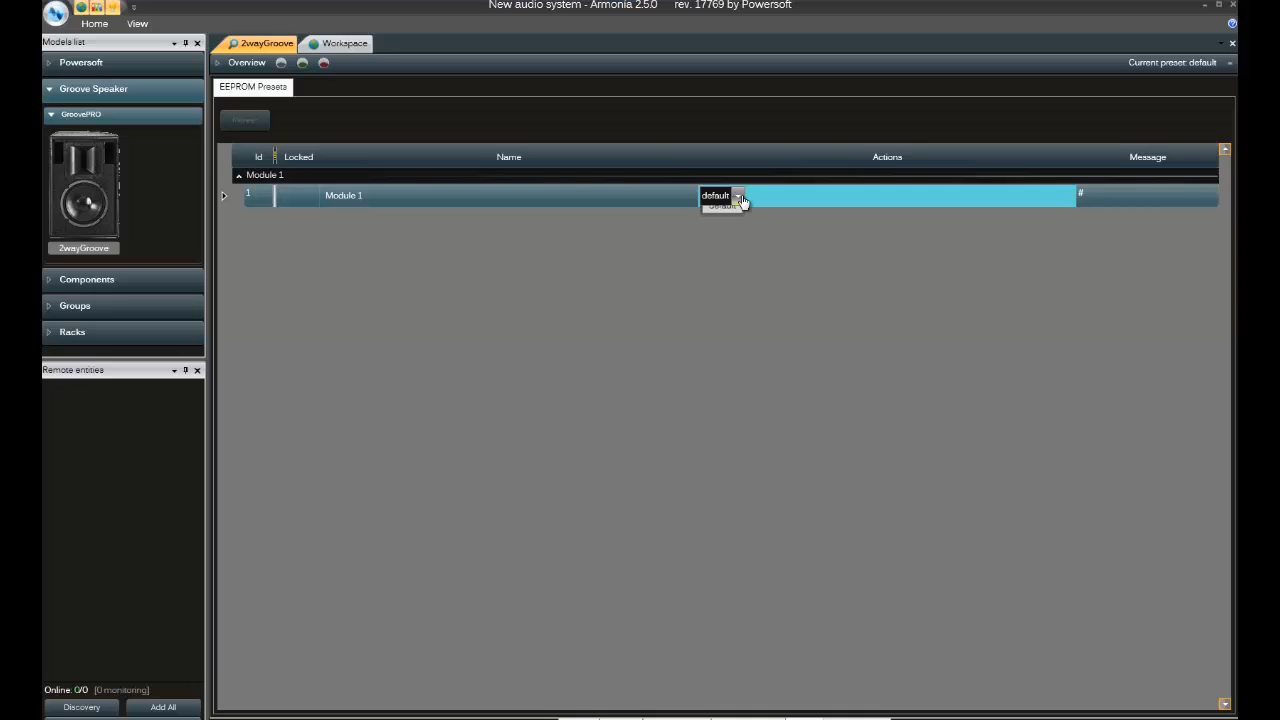 New audio system - Armonia 2.5.0 rev. 17769 by Powersoft
Home View
Models list
2wayGroove Workspace
Powersoft
Overview
Current preset: default
Groove Speaker
EEPROM Presets
GroovePRO
Id Locked Name Actions Message
Module 1
1 Module 1 default #
default
2wayGroove
Components
Groups
Racks
Remote entities
Online: 0/0 [0 monitoring]
Discovery Add All